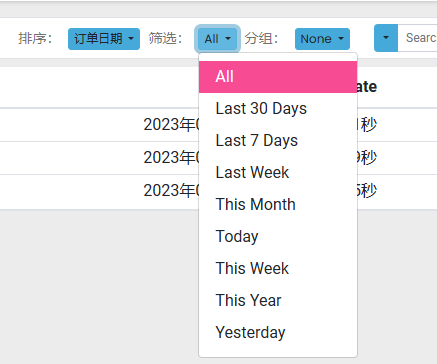 排序： 订单日期 筛选： All 分组： None Search
All
ate
Last 30 Days
2023年0 1秒
Last 7 Days
2023年0 9秒
Last Week
2023年0 5秒
This Month
Today
This Week
This Year
Yesterday